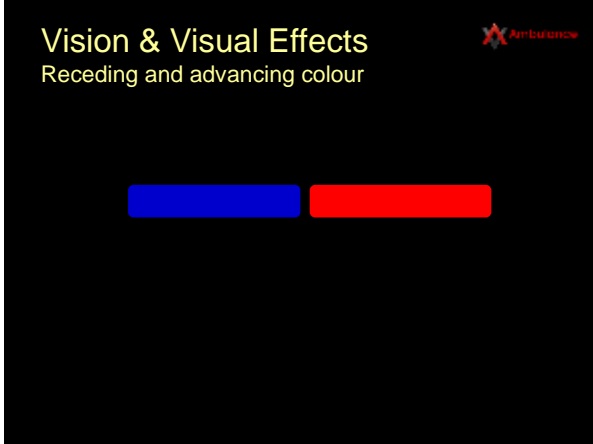 Vision & Visual Effects
Ambulance
Receding and advancing colour